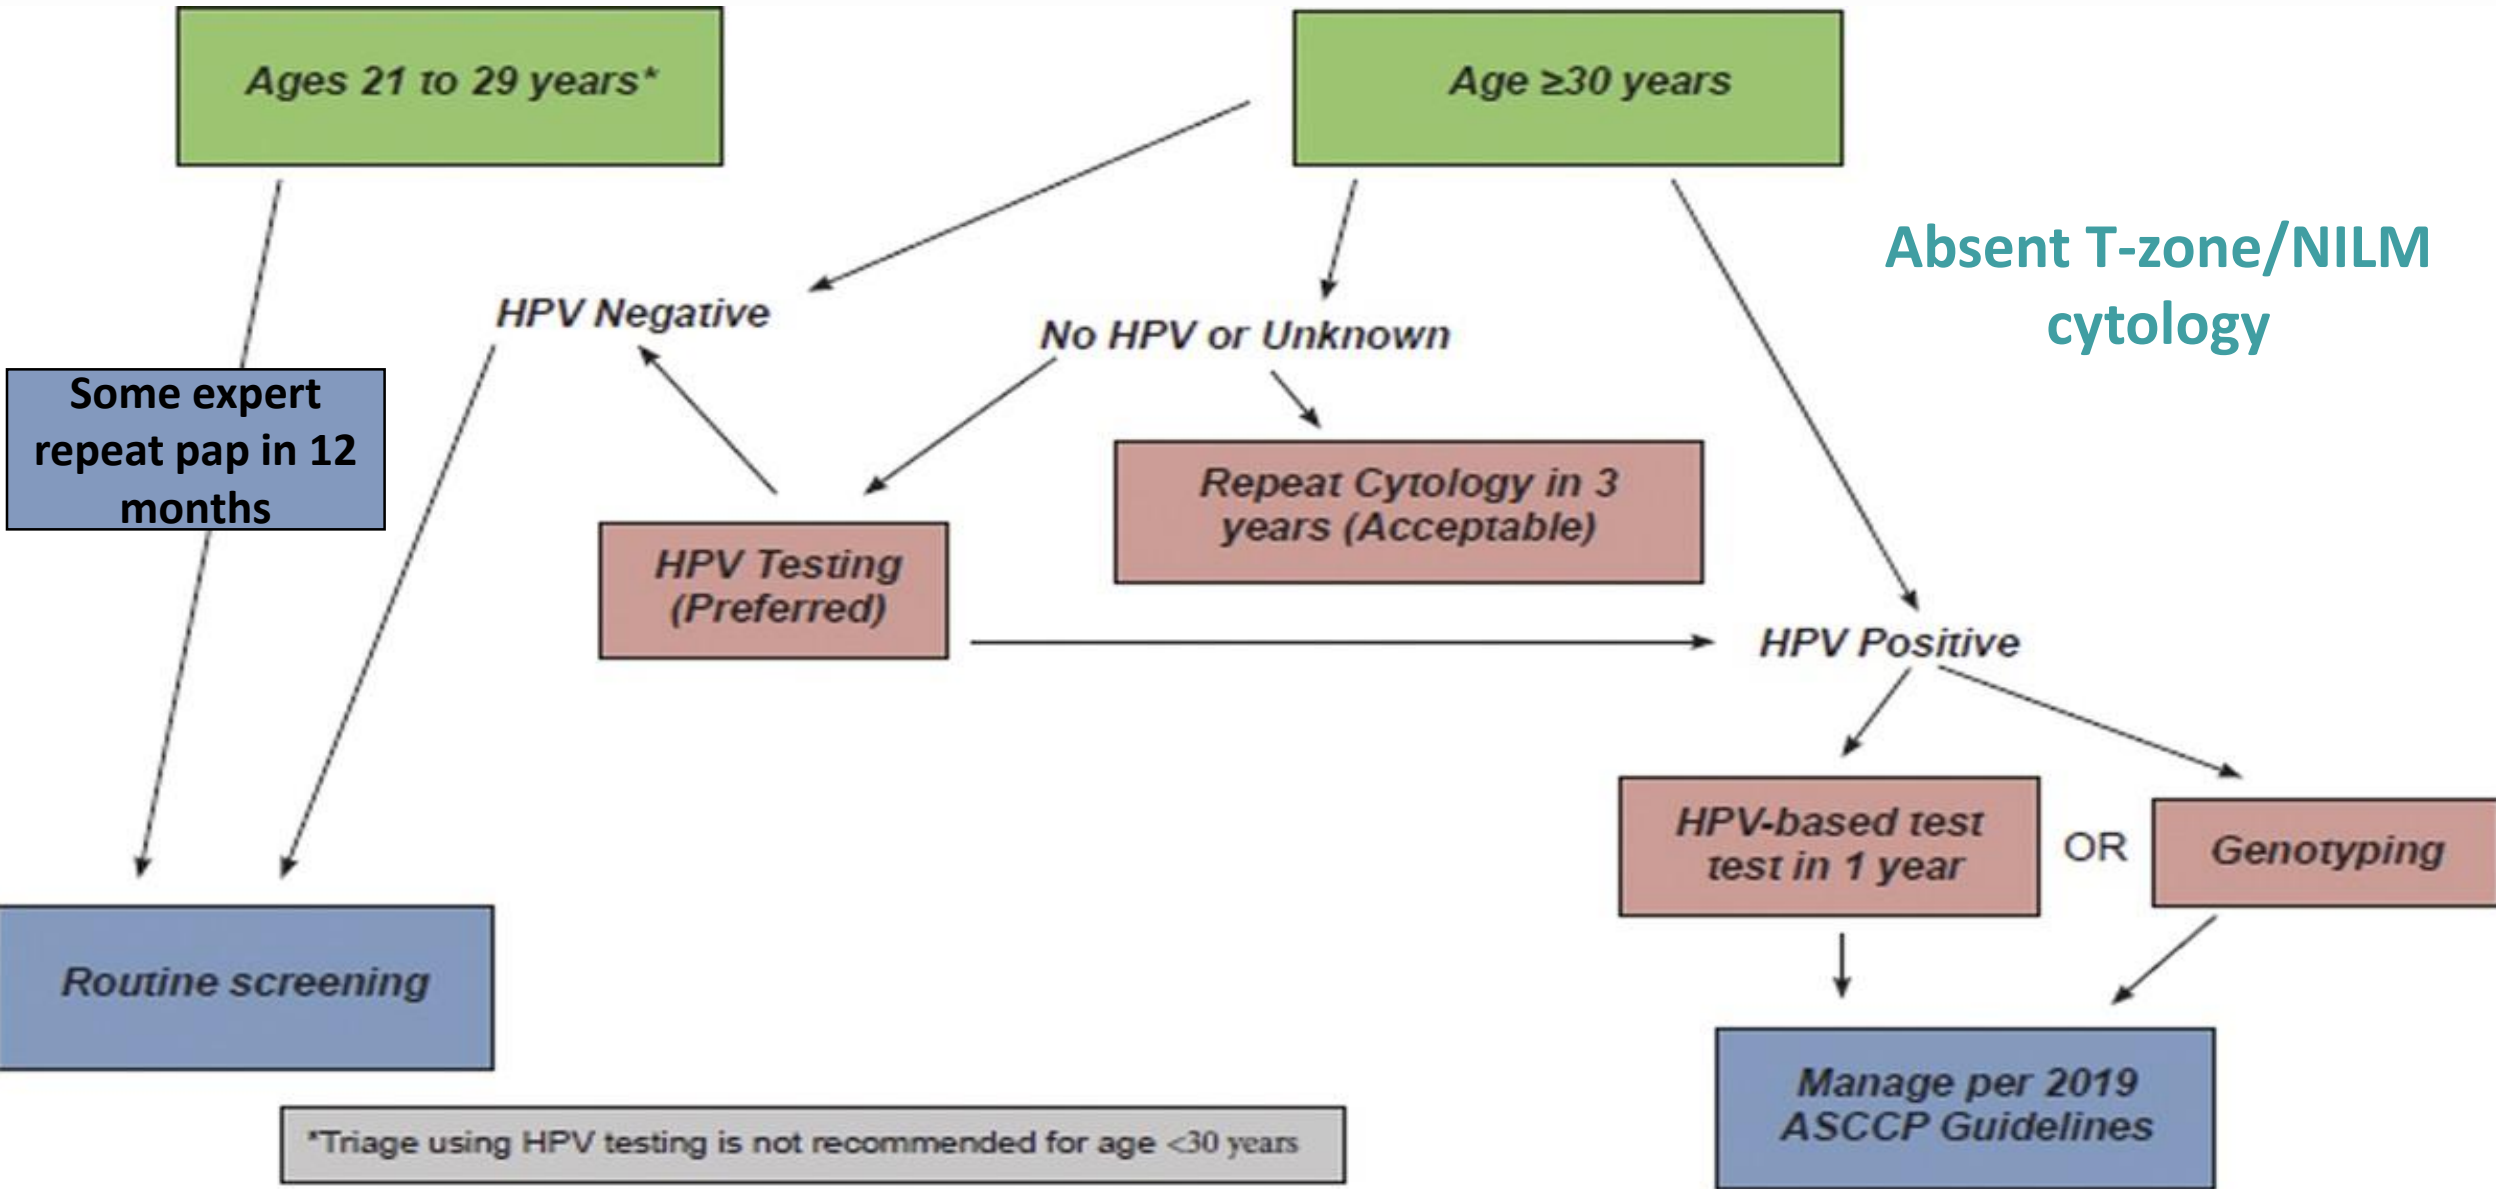 Ages 21 to 29 years*
Age ≥30 years
Absent T-zone/NILM
cytology
HPV Negative
No HPV or Unknown
Some expert
repeat pap in 12
months
Repeat Cytology in 3
years (Acceptable)
HPV Testing
(Preferred)
HPV Positive
HPV-based test
test in 1 year
OR
Genotyping
Routine screening
Manage per 2019
ASCCP Guidelines
*Triage using HPV testing is not recommended for age <30 years